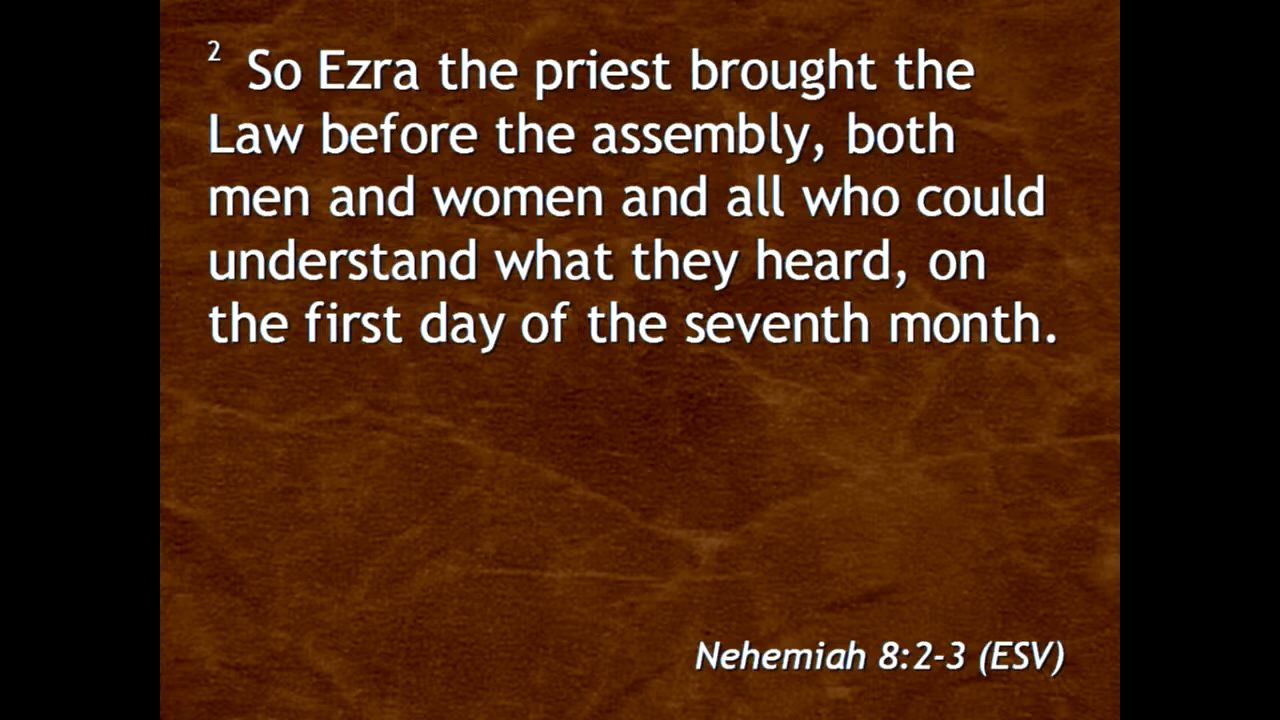 2 So Ezra the priest brought the
Law before the assembly, both
men and women and all who could
understand what they heard, on
the first day of the seventh month.
Nehemiah 8:2-3 (ESV)